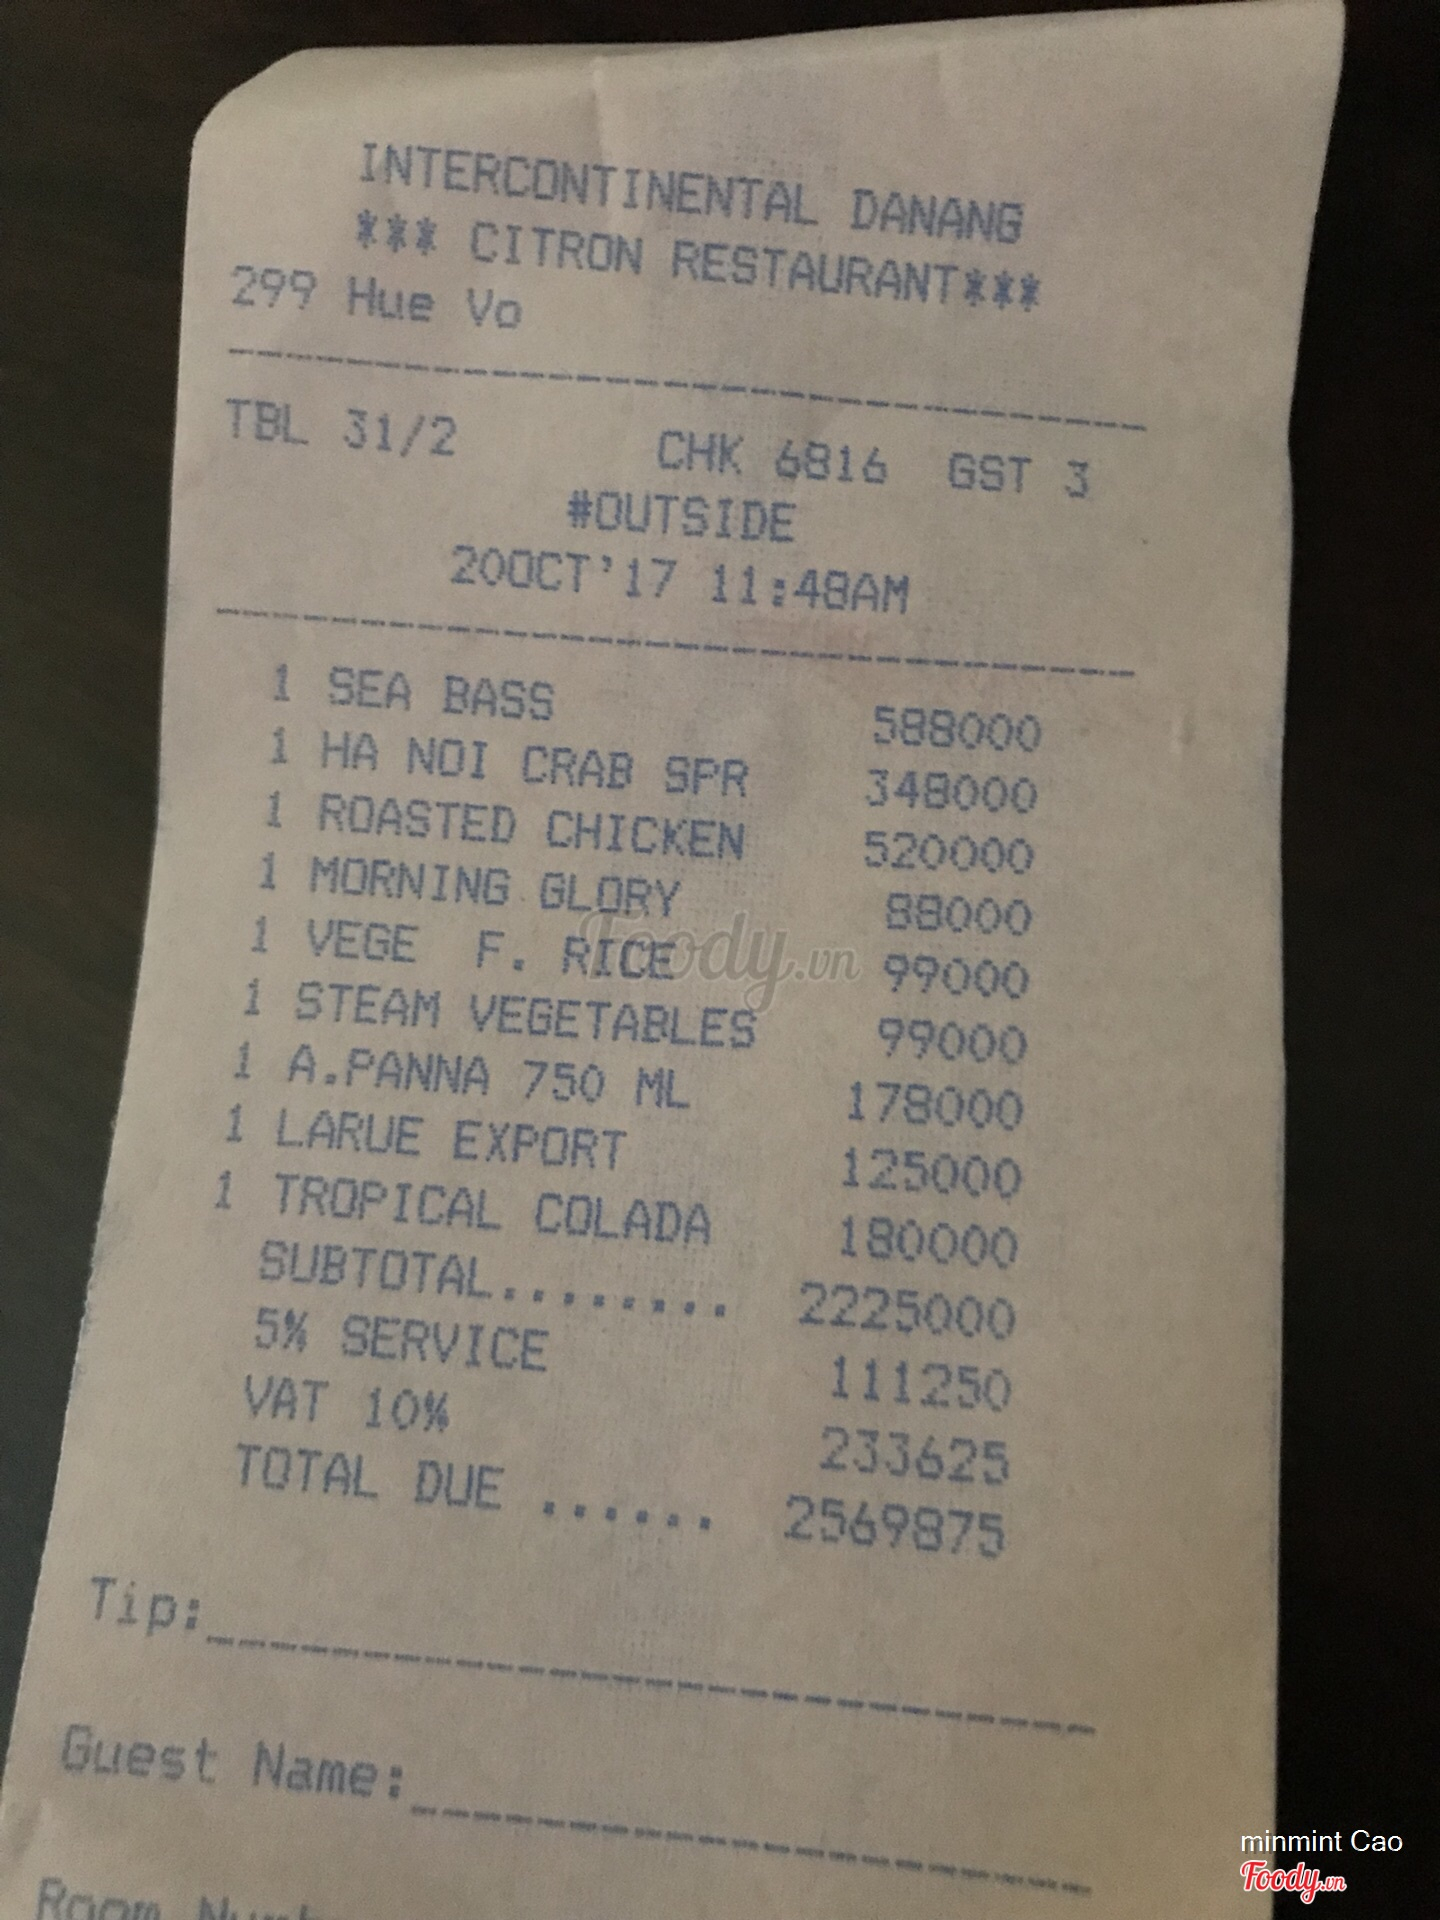 INTERCONTINENTAL DANANG
*** CITRON RESTAURANT***
299 Hue Vo
TBL 31/2 CHK 6816 GST 3
#OUTSIDE
20OCT'17 11:48AM
1 SEA BASS 588000
1 HA NOI CRAB SPR 348000
1 ROASTED CHICKEN 520000
1 MORNING GLORY 88000
1 VEGE F. RICE 99000
1 STEAM VEGETABLES 99000
1 A.PANNA 750 ML 178000
1 LARUE EXPORT 125000
1 TROPICAL COLADA 180000
SUBTOTAL........ 2225000
5% SERVICE 111250
VAT 10% 233625
TOTAL DUE ...... 2569875
Tip:
Guest Name:
Room
Foody.vn
minmint Cao
Foody.vn